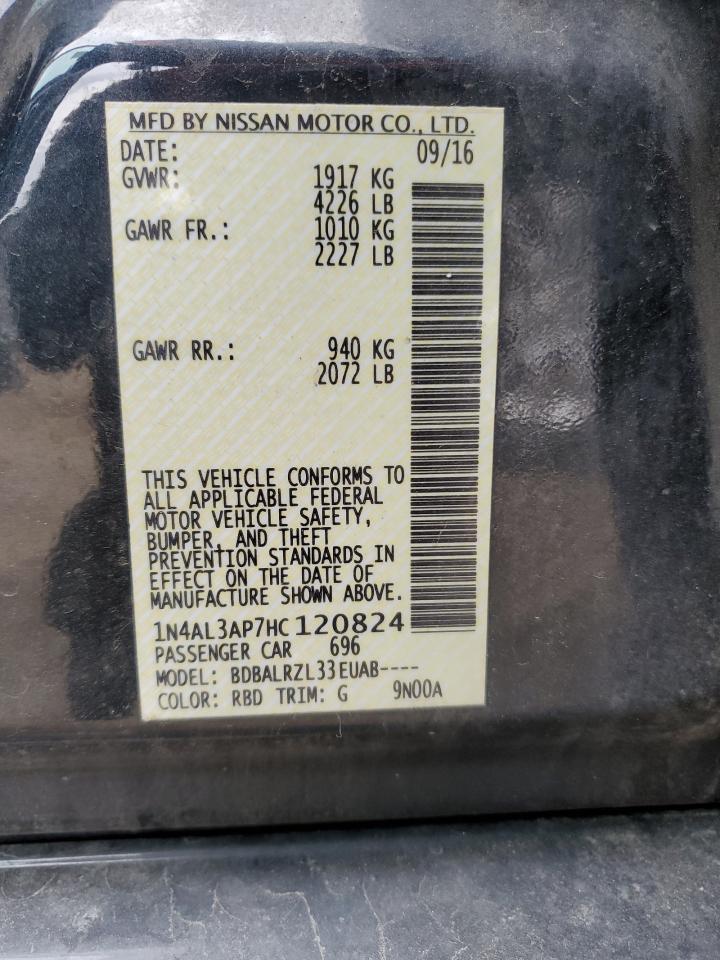 MFD BY NISSAN MOTOR CO., LTD.
DATE: 09/16
GVWR: 1917 KG
4226 LB
GAWR FR.: 1010 KG
2227 LB
GAWR RR.: 940 KG
2072 LB
THIS VEHICLE CONFORMS TO
ALL APPLICABLE FEDERAL
MOTOR VEHICLE SAFETY,
BUMPER, AND THEFT
PREVENTION STANDARDS IN
EFFECT ON THE DATE OF
MANUFACTURE SHOWN ABOVE.
1N4AL3AP7HC120824
PASSENGER CAR 696
MODEL: BDBALRZL33EUAB----
COLOR: RBD TRIM: G 9N00A